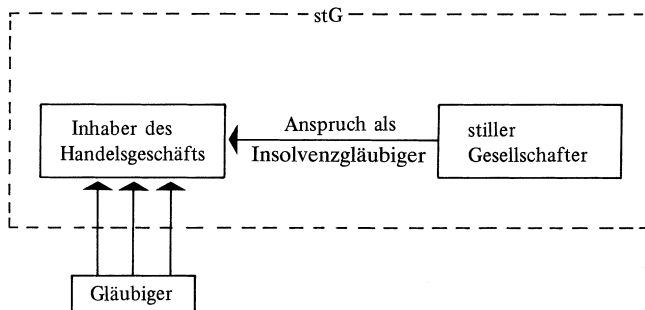 stG
Inhaber des
Handelsgeschäfts
Anspruch als
Insolvenzgläubiger
stiller
Gesellschafter
Gläubiger